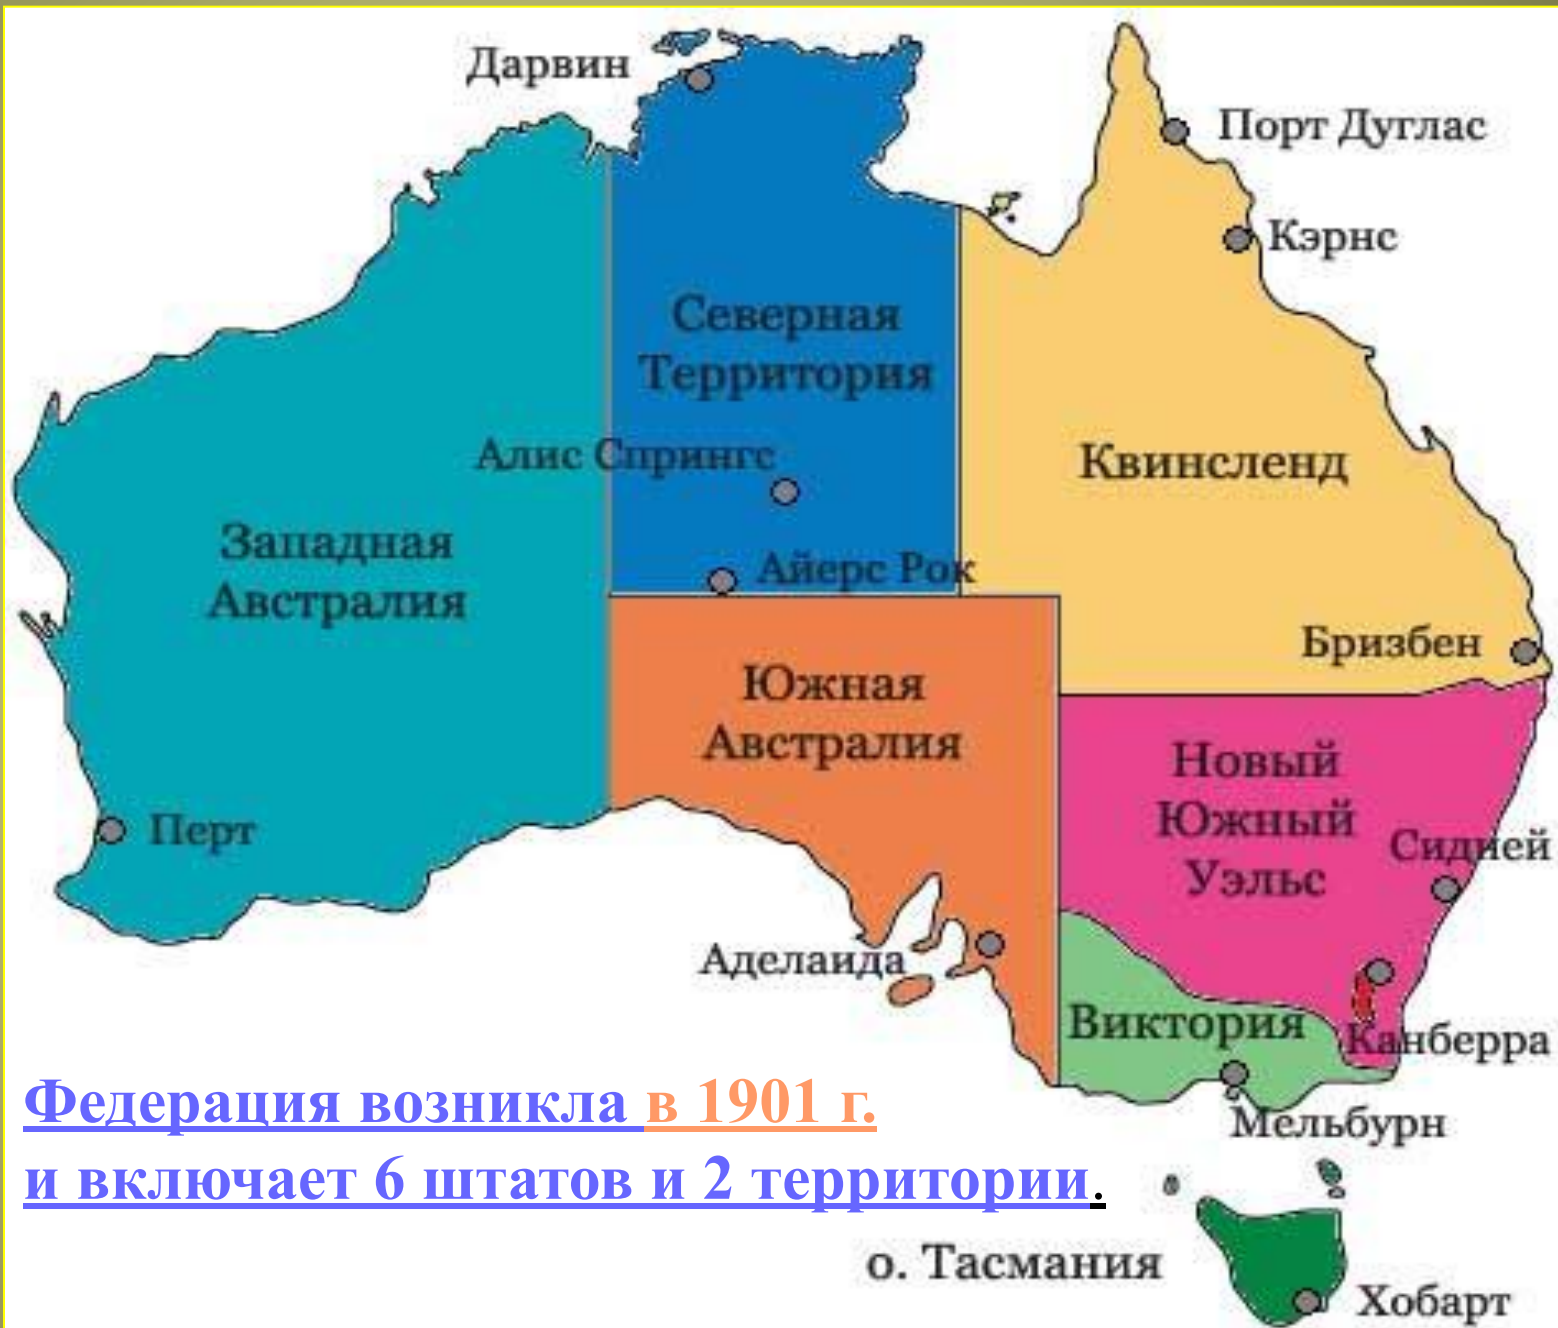 Дарвин
Порт Дуглас
Кэрнс
Северная
Территория
Алис Спрингс
Квинсленд
Западная
Австралия
Айерс Рок
Бризбен
Южная
Австралия
Новый
Южный
Уэльс
Сидней
Перт
Аделаида
Виктория
Канберра
Федерация возникла в 1901 г.
Мельбурн
и включает 6 штатов и 2 территории.
о. Тасмания
Хобарт